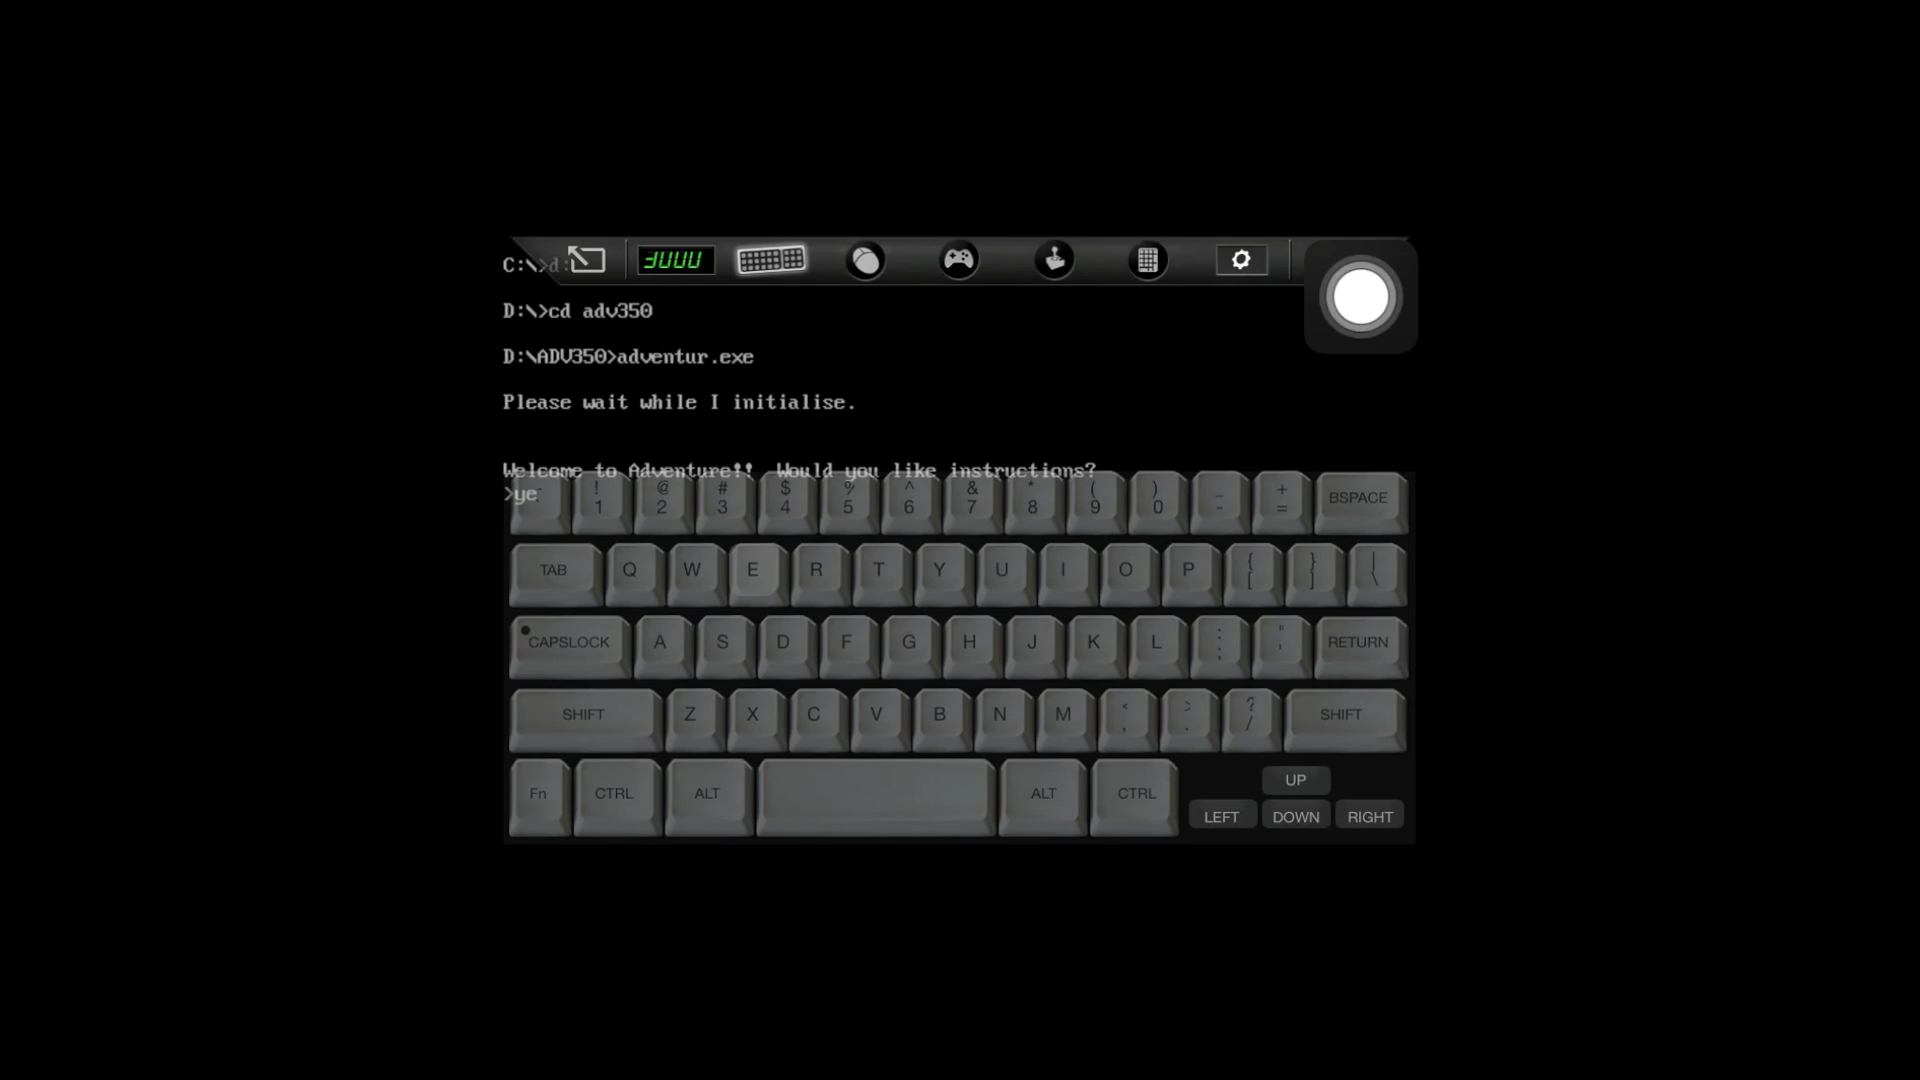 C:\>d:
D:\>cd adv350
D:\ADV350>adventur.exe
Please wait while I initialise.
Welcome to Adventure!! Would you like instructions?
>ye
! @ # $ % ^ & * ( ) _ +
1 2 3 4 5 6 7 8 9 0 - = BSPACE
TAB Q W E R T Y U I O P { [ } ] | \
CAPSLOCK A S D F G H J K L : ; " ' RETURN
SHIFT Z X C V B N M < , > . ? / SHIFT
Fn CTRL ALT ALT CTRL
UP
LEFT DOWN RIGHT